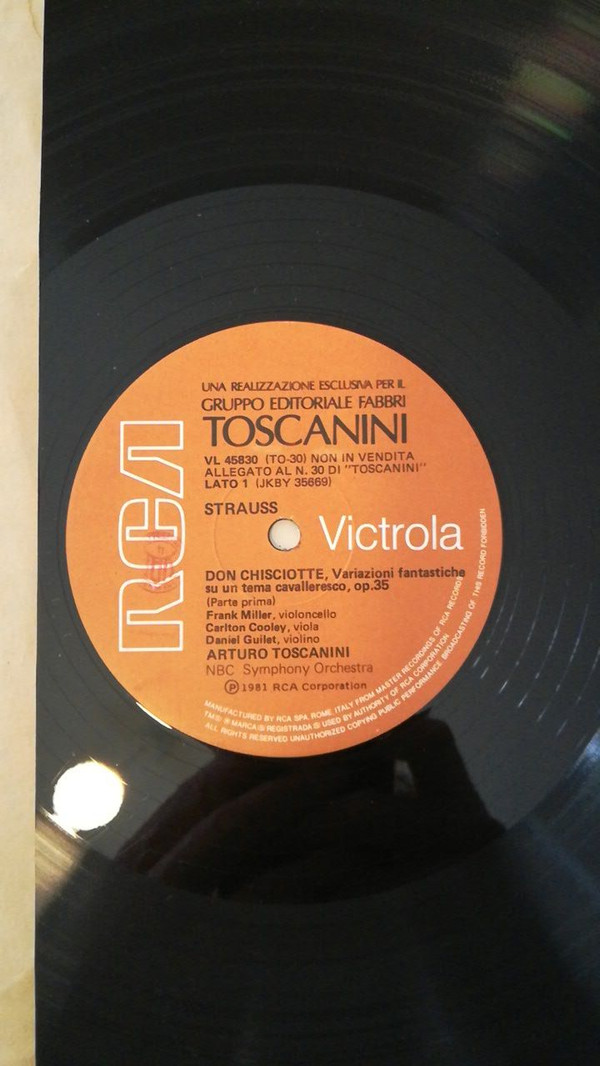 UNA REALIZZAZIONE ESCLUSIVA PER IL
GRUPPO EDITORIALE FABBRI
TOSCANINI
VL 45830 (TO-30) NON IN VENDITA
ALLEGATO AL N. 30 DI "TOSCANINI"
LATO 1 (JKBY 35669)
STRAUSS
RCA
Victrola
DON CHISCIOTTE, Variazioni fantastiche
su un tema cavalleresco, op.35
(Parte prima)
Frank Miller, violoncello
Carlton Cooley, viola
Daniel Guilet, violino
ARTURO TOSCANINI
NBC Symphony Orchestra
Ⓟ 1981 RCA Corporation
MANUFACTURED BY RCA SPA, ROME, ITALY FROM MASTER RECORDINGS OF RCA RECORDS
TMS ® MARCA ® REGISTRADA ® USED BY AUTHORITY OF RCA CORPORATION
ALL RIGHTS RESERVED UNAUTHORIZED COPYING PUBLIC PERFORMANCE BROADCASTING OF THIS RECORD FORBIDDEN